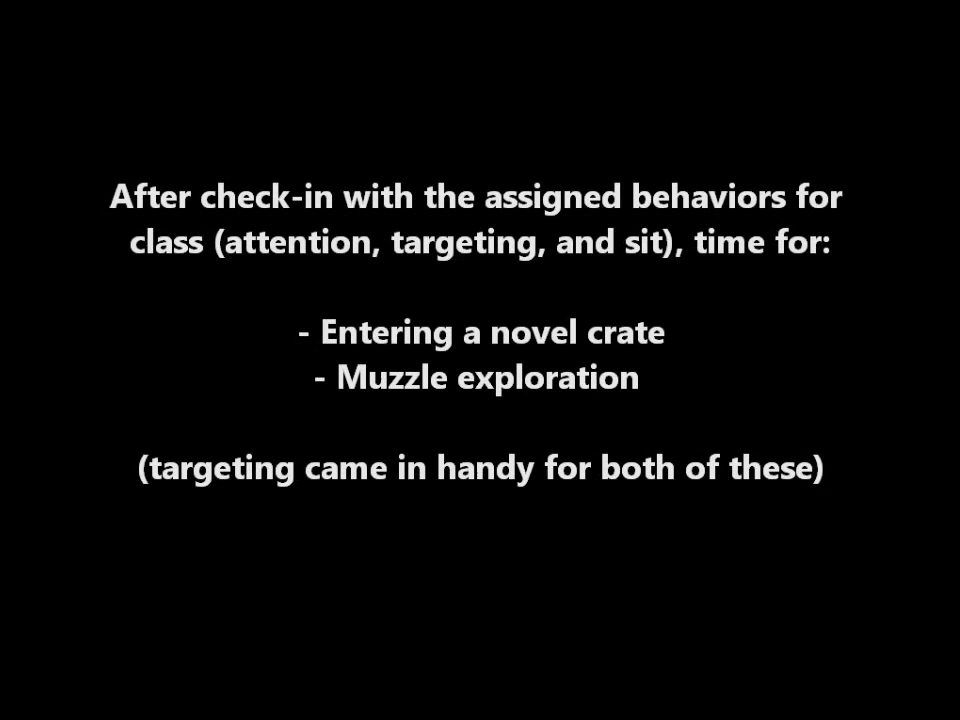 After check-in with the assigned behaviors for
class (attention, targeting, and sit), time for:
- Entering a novel crate
- Muzzle exploration
(targeting came in handy for both of these)